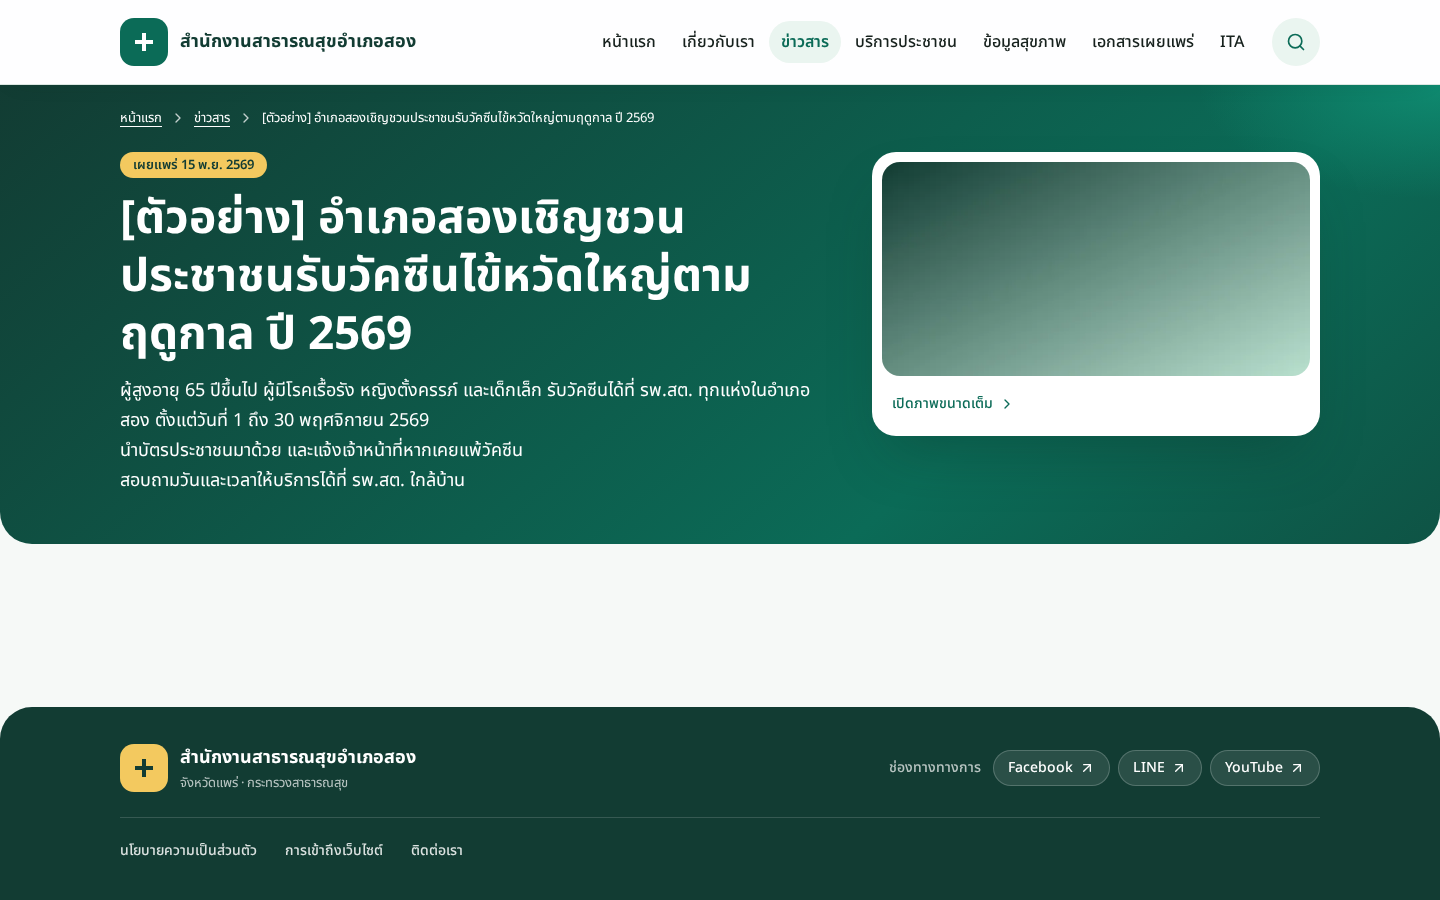 สำนักงานสาธารณสุขอำเภอสอง
หน้าแรก
เกี่ยวกับเรา
ข่าวสาร
บริการประชาชน
ข้อมูลสุขภาพ
เอกสารเผยแพร่
ITA
หน้าแรก
ข่าวสาร
[ตัวอย่าง] อำเภอสองเชิญชวนประชาชนรับวัคซีนไข้หวัดใหญ่ตามฤดูกาล ปี 2569
เผยแพร่ 15 พ.ย. 2569
[ตัวอย่าง] อำเภอสองเชิญชวน
ประชาชนรับวัคซีนไข้หวัดใหญ่ตาม
ฤดูกาล ปี 2569
ผู้สูงอายุ 65 ปีขึ้นไป ผู้มีโรคเรื้อรัง หญิงตั้งครรภ์ และเด็กเล็ก รับวัคซีนได้ที่ รพ.สต. ทุกแห่งในอำเภอ
สอง ตั้งแต่วันที่ 1 ถึง 30 พฤศจิกายน 2569
นำบัตรประชาชนมาด้วย และแจ้งเจ้าหน้าที่หากเคยแพ้วัคซีน
สอบถามวันและเวลาให้บริการได้ที่ รพ.สต. ใกล้บ้าน
เปิดภาพขนาดเต็ม
สำนักงานสาธารณสุขอำเภอสอง
จังหวัดแพร่ · กระทรวงสาธารณสุข
ช่องทางทางการ
Facebook
LINE
YouTube
นโยบายความเป็นส่วนตัว
การเข้าถึงเว็บไซต์
ติดต่อเรา